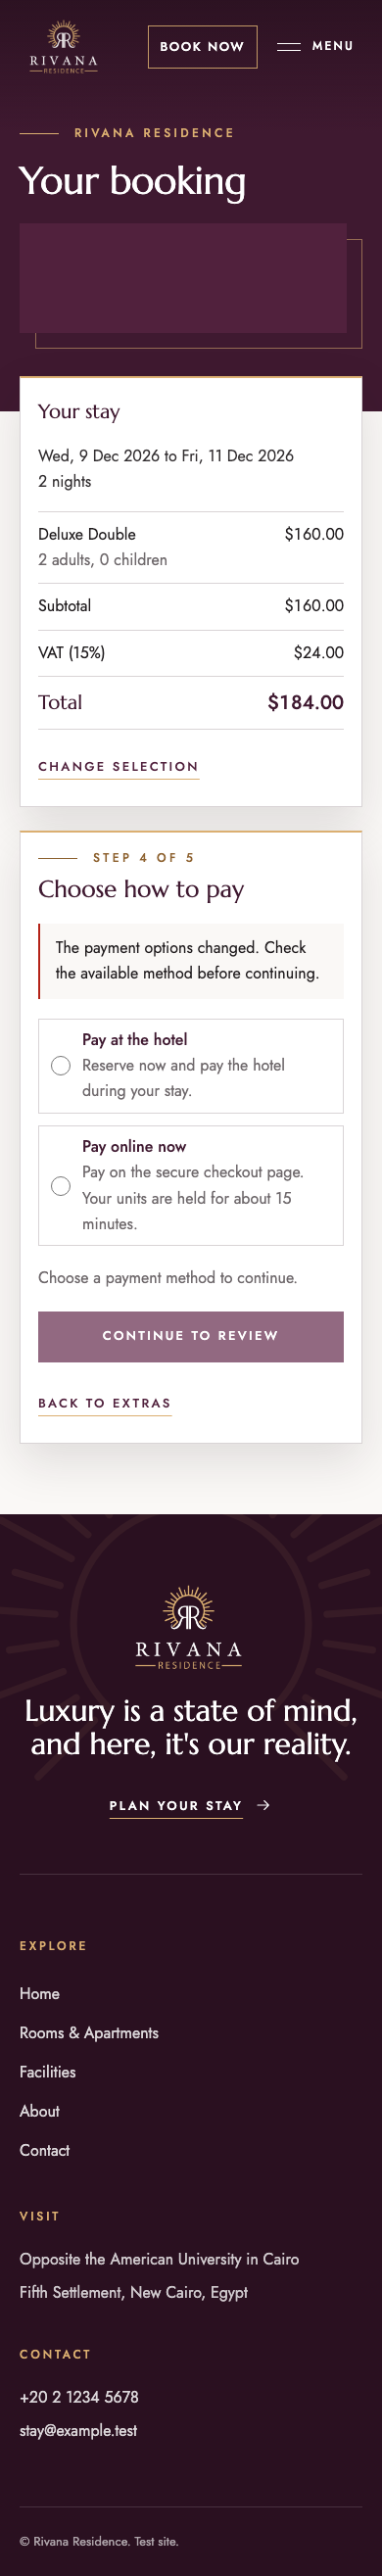 RIVANA
RESIDENCE
BOOK NOW
MENU
RIVANA RESIDENCE
Your booking
Your stay
Wed, 9 Dec 2026 to Fri, 11 Dec 2026
2 nights
Deluxe Double $160.00
2 adults, 0 children
Subtotal $160.00
VAT (15%) $24.00
Total $184.00
CHANGE SELECTION
STEP 4 OF 5
Choose how to pay
The payment options changed. Check
the available method before continuing.
Pay at the hotel
Reserve now and pay the hotel
during your stay.
Pay online now
Pay on the secure checkout page.
Your units are held for about 15
minutes.
Choose a payment method to continue.
CONTINUE TO REVIEW
BACK TO EXTRAS
RIVANA
RESIDENCE
Luxury is a state of mind,
and here, it's our reality.
PLAN YOUR STAY →
EXPLORE
Home
Rooms & Apartments
Facilities
About
Contact
VISIT
Opposite the American University in Cairo
Fifth Settlement, New Cairo, Egypt
CONTACT
+20 2 1234 5678
stay@example.test
© Rivana Residence. Test site.